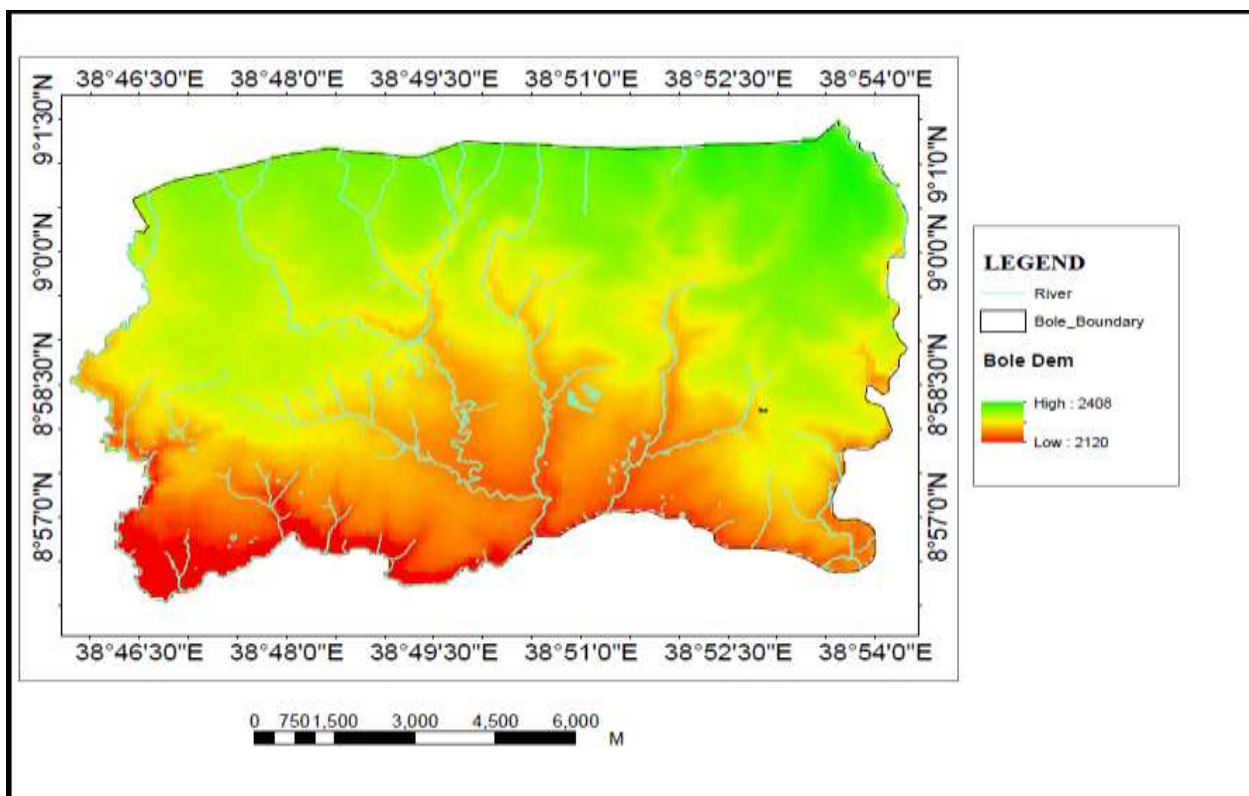 38°46'30"E 38°48'0"E 38°49'30"E 38°51'0"E 38°52'30"E 38°54'0"E
9°1'30"N
9°0'0"N
8°58'30"N
8°57'0"N
9°1'0"N
9°0'0"N
8°58'30"N
8°57'0"N
38°46'30"E 38°48'0"E 38°49'30"E 38°51'0"E 38°52'30"E 38°54'0"E
LEGEND
River
Bole_Boundary
Bole Dem
High : 2408
Low : 2120
0 750 1,500 3,000 4,500 6,000
M